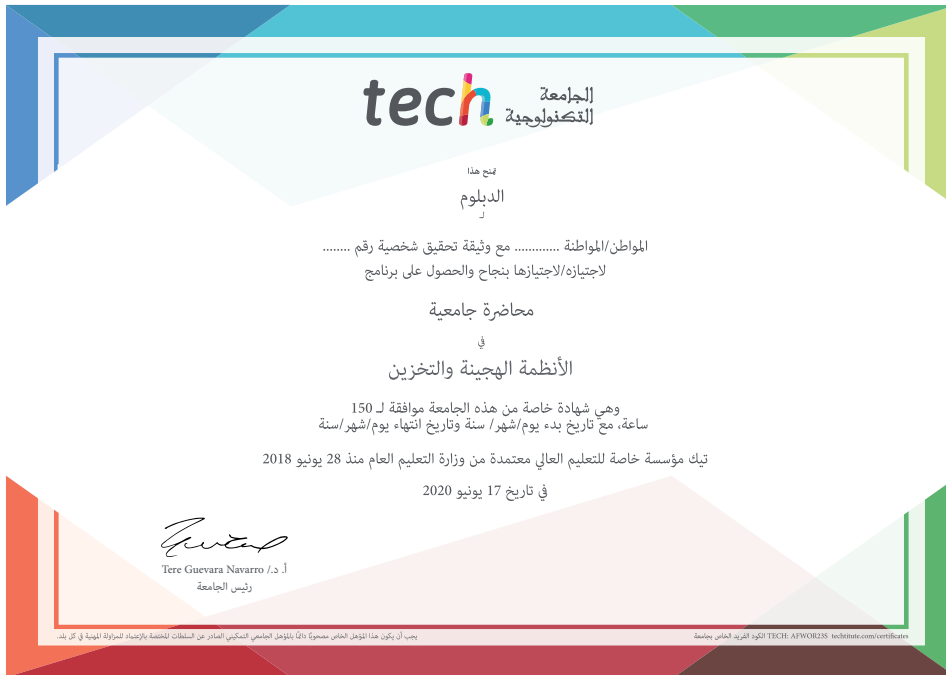 tech الجامعة
التكنولوجية
يمنح هذا
الدبلوم
لـ
المواطن/المواطنة ............. مع وثيقة تحقيق شخصية رقم ........
لاجتيازه/لاجتيازها بنجاح والحصول على برنامج
محاضرة جامعية
في
الأنظمة الهجينة والتخزين
وهي شهادة خاصة من هذه الجامعة موافقة لـ 150
ساعة، مع تاريخ بدء يوم/شهر/ سنة وتاريخ انتهاء يوم/شهر/سنة
تيك مؤسسة خاصة للتعليم العالي معتمدة من وزارة التعليم العام منذ 28 يونيو 2018
في تاريخ 17 يونيو 2020
أ. د./ Tere Guevara Navarro
رئيس الجامعة
يجب أن يكون هذا المؤهل الخاص مصحوبًا دائمًا بالمؤهل الجامعي التمكيني الصادر عن السلطات المختصة بالإعتماد للمزاولة المهنية في كل بلد.
الكود الفريد الخاص بجامعة TECH: AFWOR23S techtitute.com/certificates